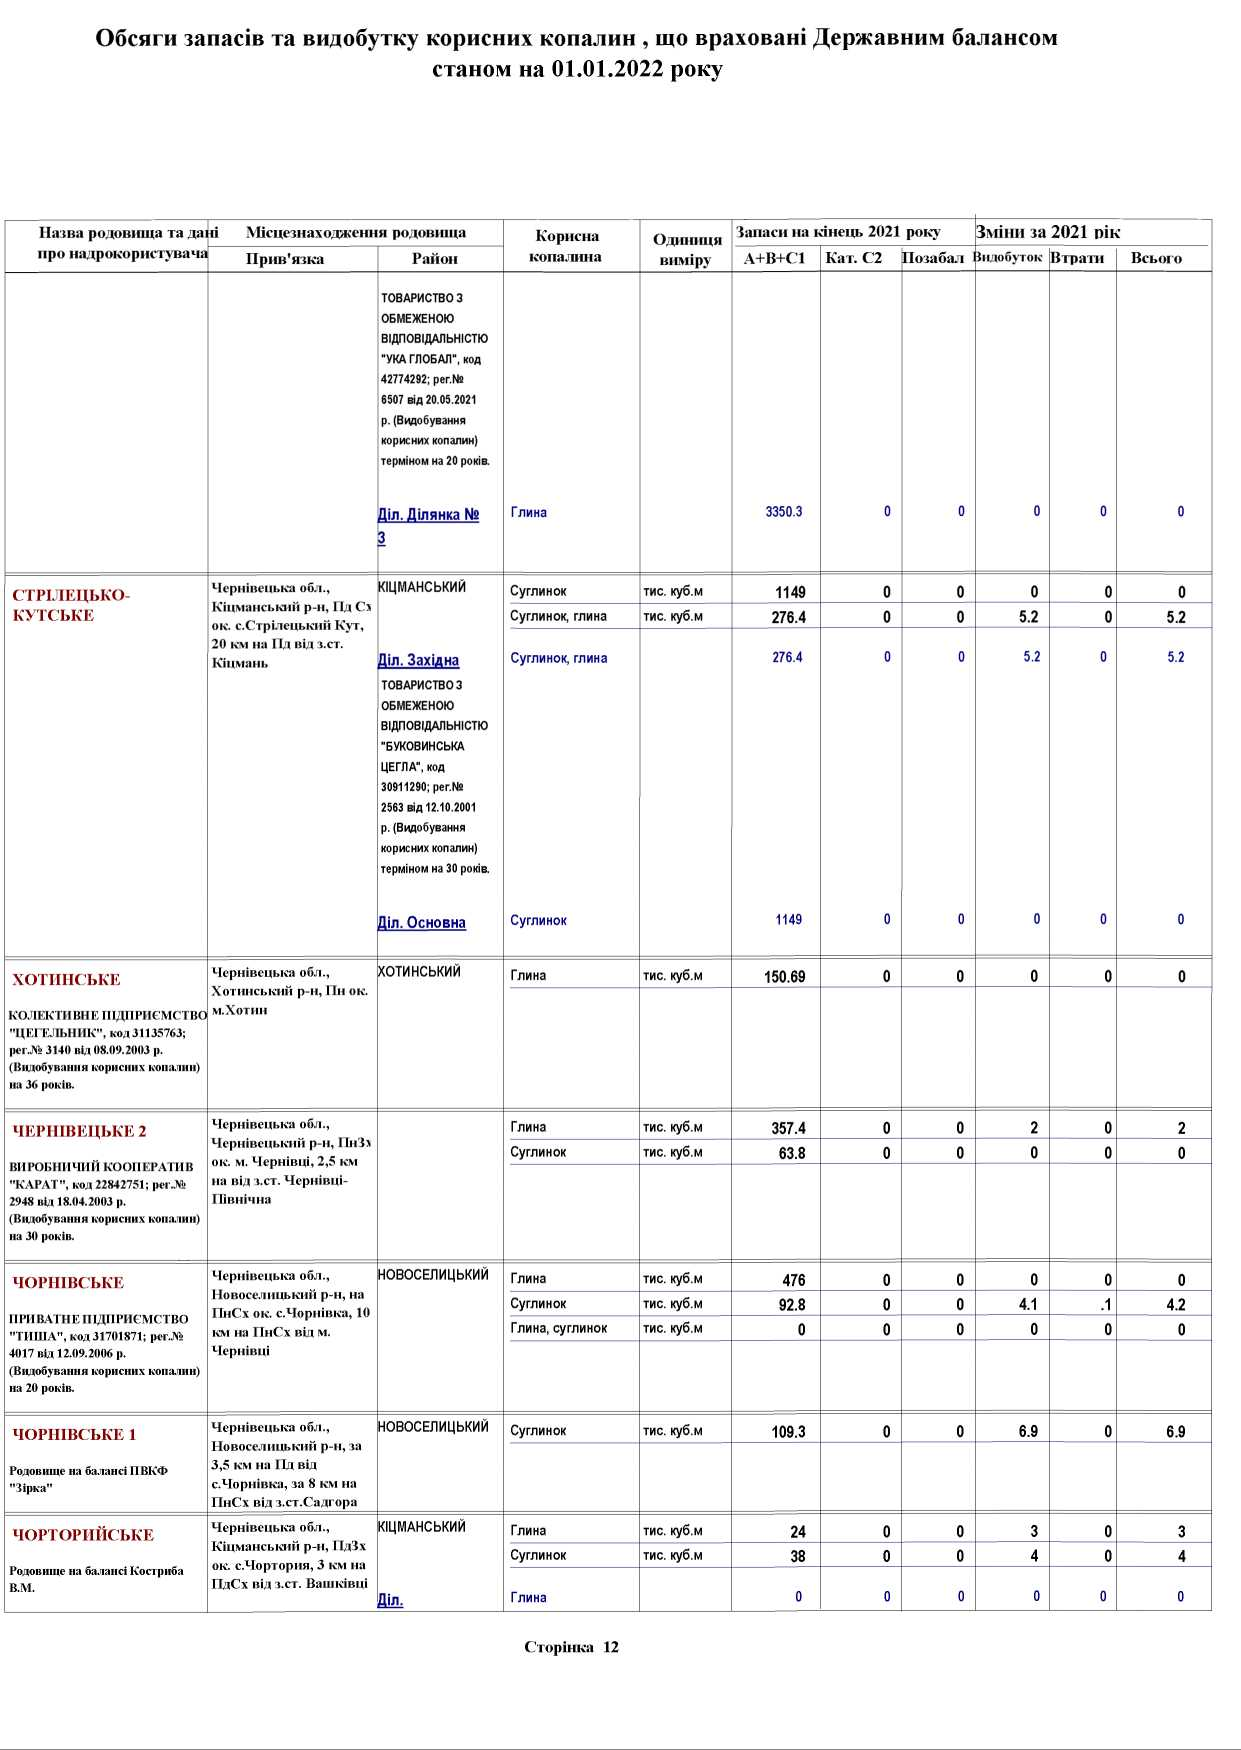 Обсяги запасів та видобутку корисних копалин , що враховані Державним балансом
станом на 01.01.2022 року
Назва родовища та дані
про надрокористувача
Місцезнаходження родовища
Прив'язка
Район
Корисна
копалина
Одиниця
виміру
Запаси на кінець 2021 року
А+В+С1
Кат. С2
Позабал
Зміни за 2021 рік
Видобуток
Втрати
Всього
ТОВАРИСТВО З
ОБМЕЖЕНОЮ
ВІДПОВІДАЛЬНІСТЮ
"УКА ГЛОБАЛ", код
42774292; рег.№
6507 від 20.05.2021
р. (Видобування
корисних копалин)
терміном на 20 років.
Діл. Ділянка №
3
Глина 3350.3 0 0 0 0 0
СТРІЛЕЦЬКО-
КУТСЬКЕ
Чернівецька обл.,
Кіцманський р-н, Пд Сх
ок. с.Стрілецький Кут,
20 км на Пд від з.ст.
Кіцмань
КІЦМАНСЬКИЙ
Суглинок тис. куб.м 1149 0 0 0 0 0
Суглинок, глина тис. куб.м 276.4 0 0 5.2 0 5.2
Діл. Західна
Суглинок, глина 276.4 0 0 5.2 0 5.2
ТОВАРИСТВО З
ОБМЕЖЕНОЮ
ВІДПОВІДАЛЬНІСТЮ
"БУКОВИНСЬКА
ЦЕГЛА", код
30911290; рег.№
2563 від 12.10.2001
р. (Видобування
корисних копалин)
терміном на 30 років.
Діл. Основна
Суглинок 1149 0 0 0 0 0
ХОТИНСЬКЕ
КОЛЕКТИВНЕ ПІДПРИЄМСТВО
"ЦЕГЕЛЬНИК", код 31135763;
рег.№ 3140 від 08.09.2003 р.
(Видобування корисних копалин)
на 36 років.
Чернівецька обл.,
Хотинський р-н, Пн ок.
м.Хотин
ХОТИНСЬКИЙ
Глина тис. куб.м 150.69 0 0 0 0 0
ЧЕРНІВЕЦЬКЕ 2
ВИРОБНИЧИЙ КООПЕРАТИВ
"КАРАТ", код 22842751; рег.№
2948 від 18.04.2003 р.
(Видобування корисних копалин)
на 30 років.
Чернівецька обл.,
Чернівецький р-н, ПнЗх
ок. м. Чернівці, 2,5 км
на від з.ст. Чернівці-
Північна
Глина тис. куб.м 357.4 0 0 2 0 2
Суглинок тис. куб.м 63.8 0 0 0 0 0
ЧОРНІВСЬКЕ
ПРИВАТНЕ ПІДПРИЄМСТВО
"ТИША", код 31701871; рег.№
4017 від 12.09.2006 р.
(Видобування корисних копалин)
на 20 років.
Чернівецька обл.,
Новоселицький р-н, на
ПнСх ок. с.Чорнівка, 10
км на ПнСх від м.
Чернівці
НОВОСЕЛИЦЬКИЙ
Глина тис. куб.м 476 0 0 0 0 0
Суглинок тис. куб.м 92.8 0 0 4.1 .1 4.2
Глина, суглинок тис. куб.м 0 0 0 0 0 0
ЧОРНІВСЬКЕ 1
Родовище на балансі ПВКФ
"Зірка"
Чернівецька обл.,
Новоселицький р-н, за
3,5 км на Пд від
с.Чорнівка, за 8 км на
ПнСх від з.ст.Садгора
НОВОСЕЛИЦЬКИЙ
Суглинок тис. куб.м 109.3 0 0 6.9 0 6.9
ЧОРТОРИЙСЬКЕ
Родовище на балансі Костриба
В.М.
Чернівецька обл.,
Кіцманський р-н, ПдЗх
ок. с.Чортория, 3 км на
ПдСх від з.ст. Вашківці
КІЦМАНСЬКИЙ
Глина тис. куб.м 24 0 0 3 0 3
Суглинок тис. куб.м 38 0 0 4 0 4
Діл.
Глина 0 0 0 0 0 0
Сторінка 12